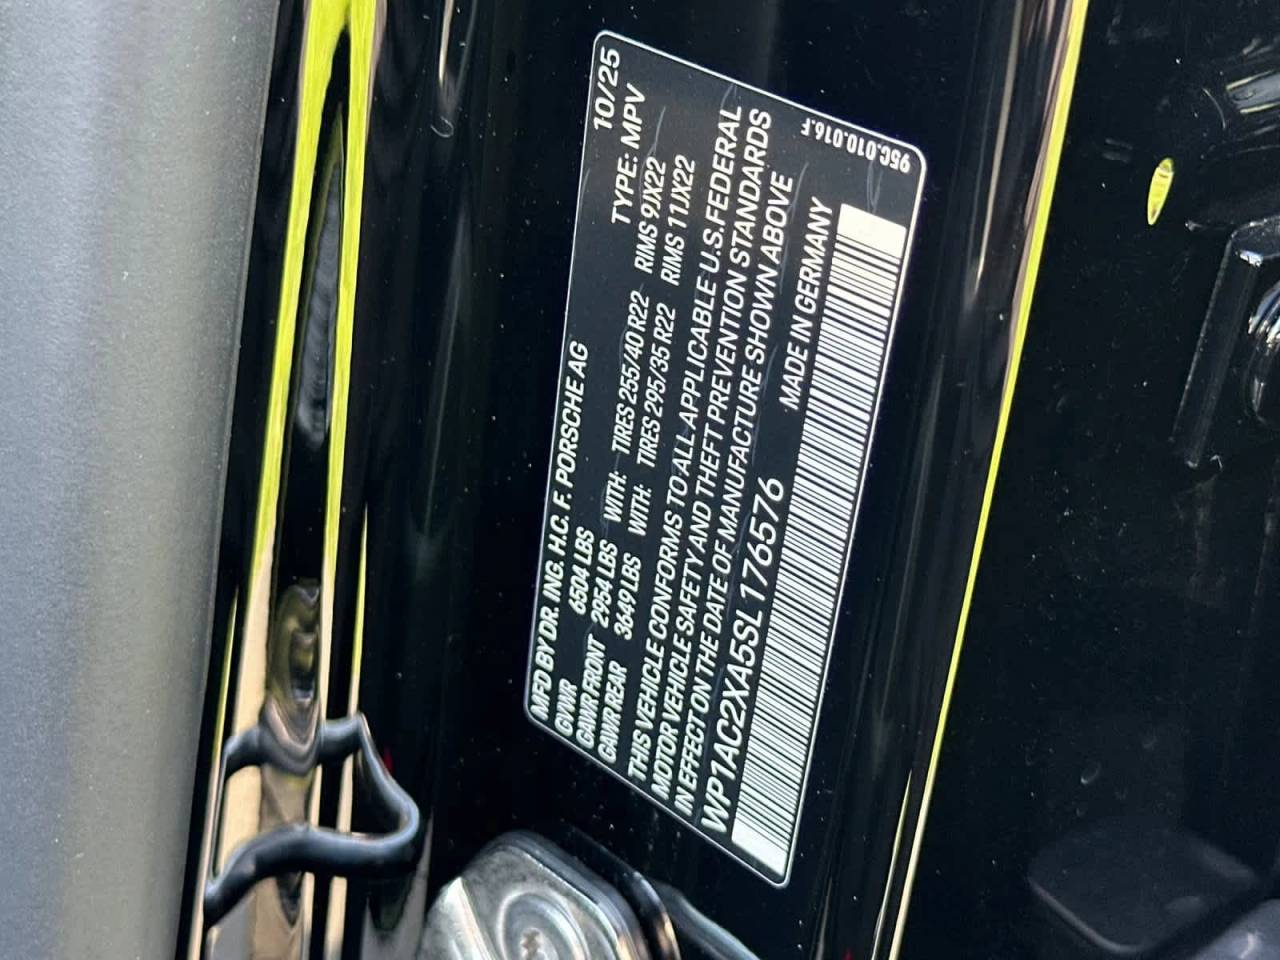 MFD BY DR. ING. H.C. F. PORSCHE AG 10/25
GVWR 6504 LBS TYPE: MPV
GAWR FRONT 2954 LBS WITH: TIRES 255/40 R22 RIMS 9JX22
GAWR REAR 3649 LBS WITH: TIRES 295/35 R22 RIMS 11JX22
THIS VEHICLE CONFORMS TO ALL APPLICABLE U.S. FEDERAL
MOTOR VEHICLE SAFETY AND THEFT PREVENTION STANDARDS
IN EFFECT ON THE DATE OF MANUFACTURE SHOWN ABOVE
WP1AC2XA5SL176576 MADE IN GERMANY
95C.010.016.F